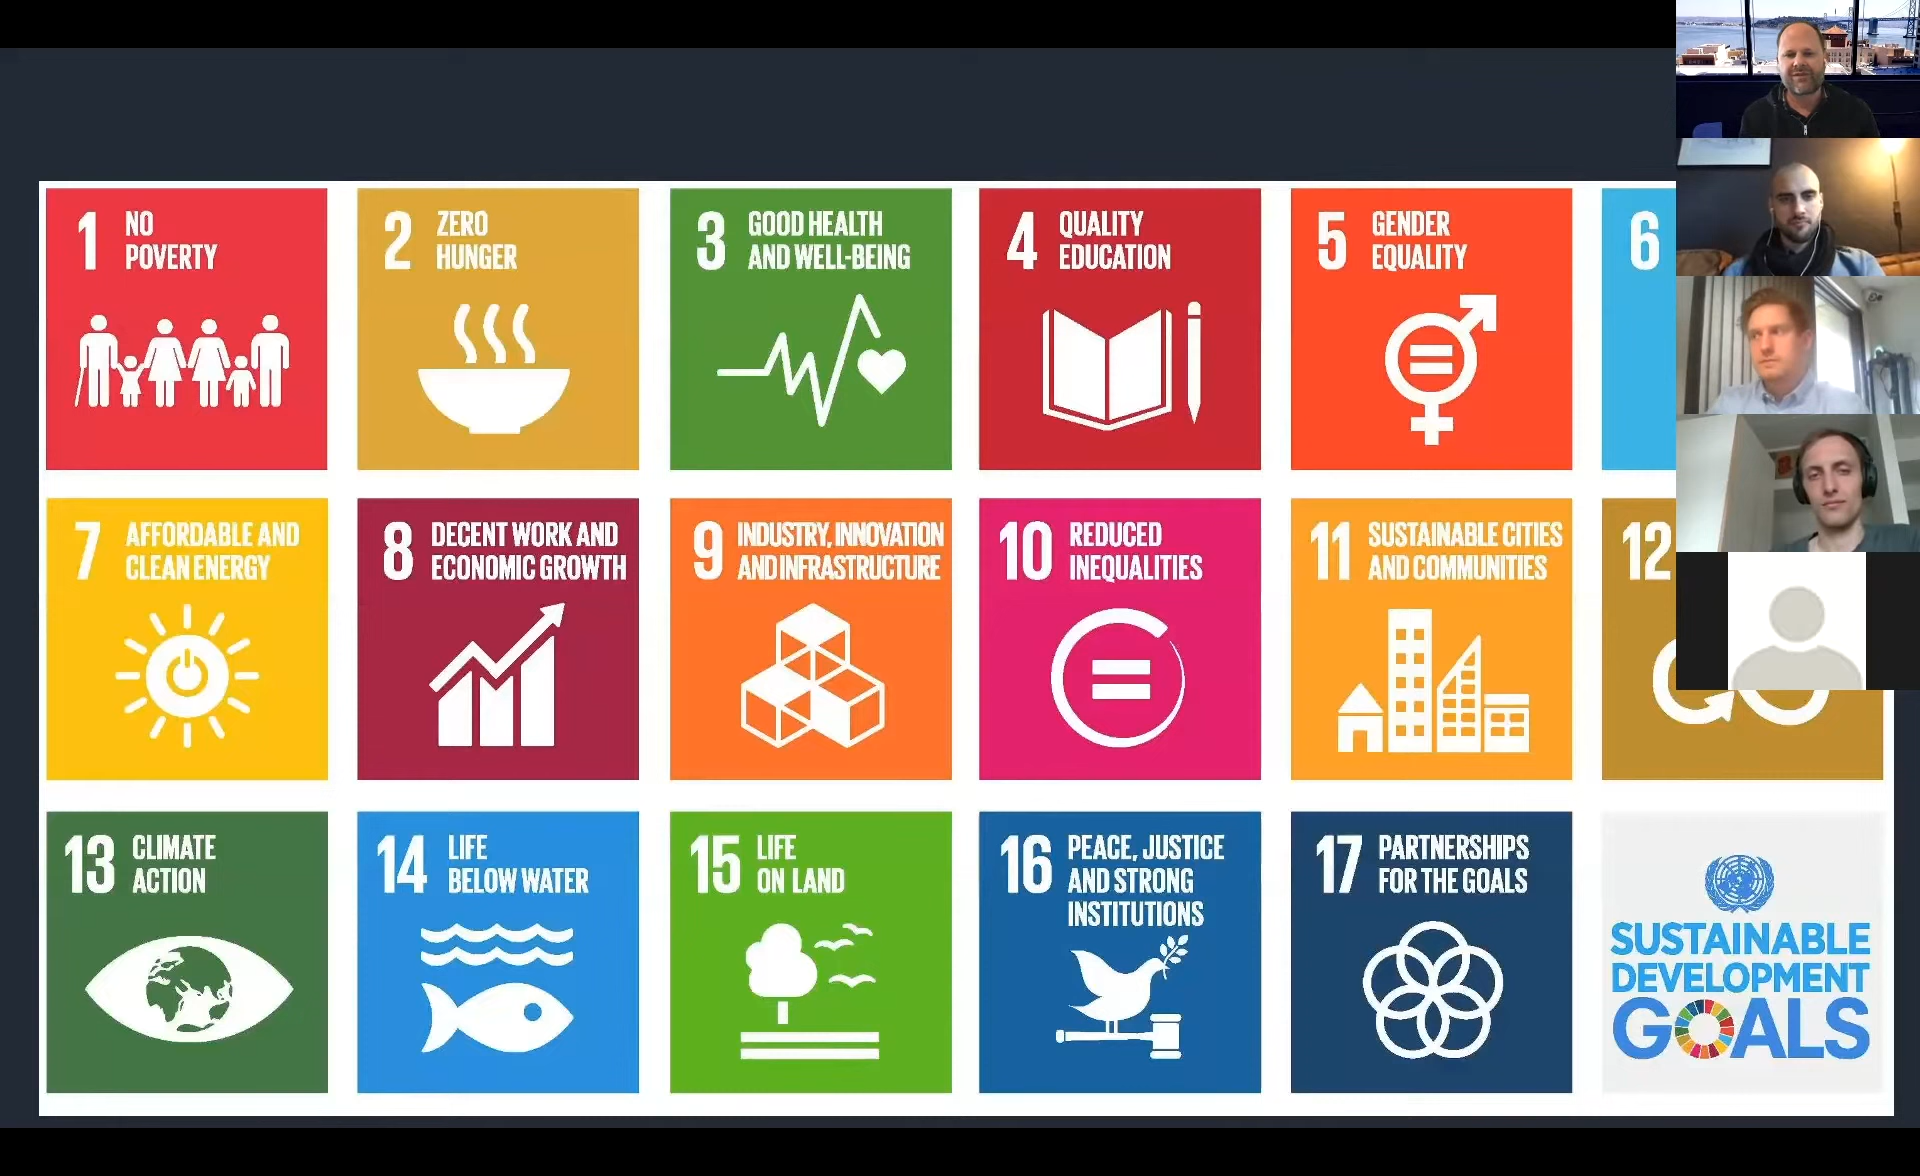 1 NO
POVERTY
2 ZERO
HUNGER
3 GOOD HEALTH
AND WELL-BEING
4 QUALITY
EDUCATION
5 GENDER
EQUALITY
6
7 AFFORDABLE AND
CLEAN ENERGY
8 DECENT WORK AND
ECONOMIC GROWTH
9 INDUSTRY, INNOVATION
AND INFRASTRUCTURE
10 REDUCED
INEQUALITIES
11 SUSTAINABLE CITIES
AND COMMUNITIES
12
13 CLIMATE
ACTION
14 LIFE
BELOW WATER
15 LIFE
ON LAND
16 PEACE, JUSTICE
AND STRONG
INSTITUTIONS
17 PARTNERSHIPS
FOR THE GOALS
SUSTAINABLE
DEVELOPMENT
GOALS